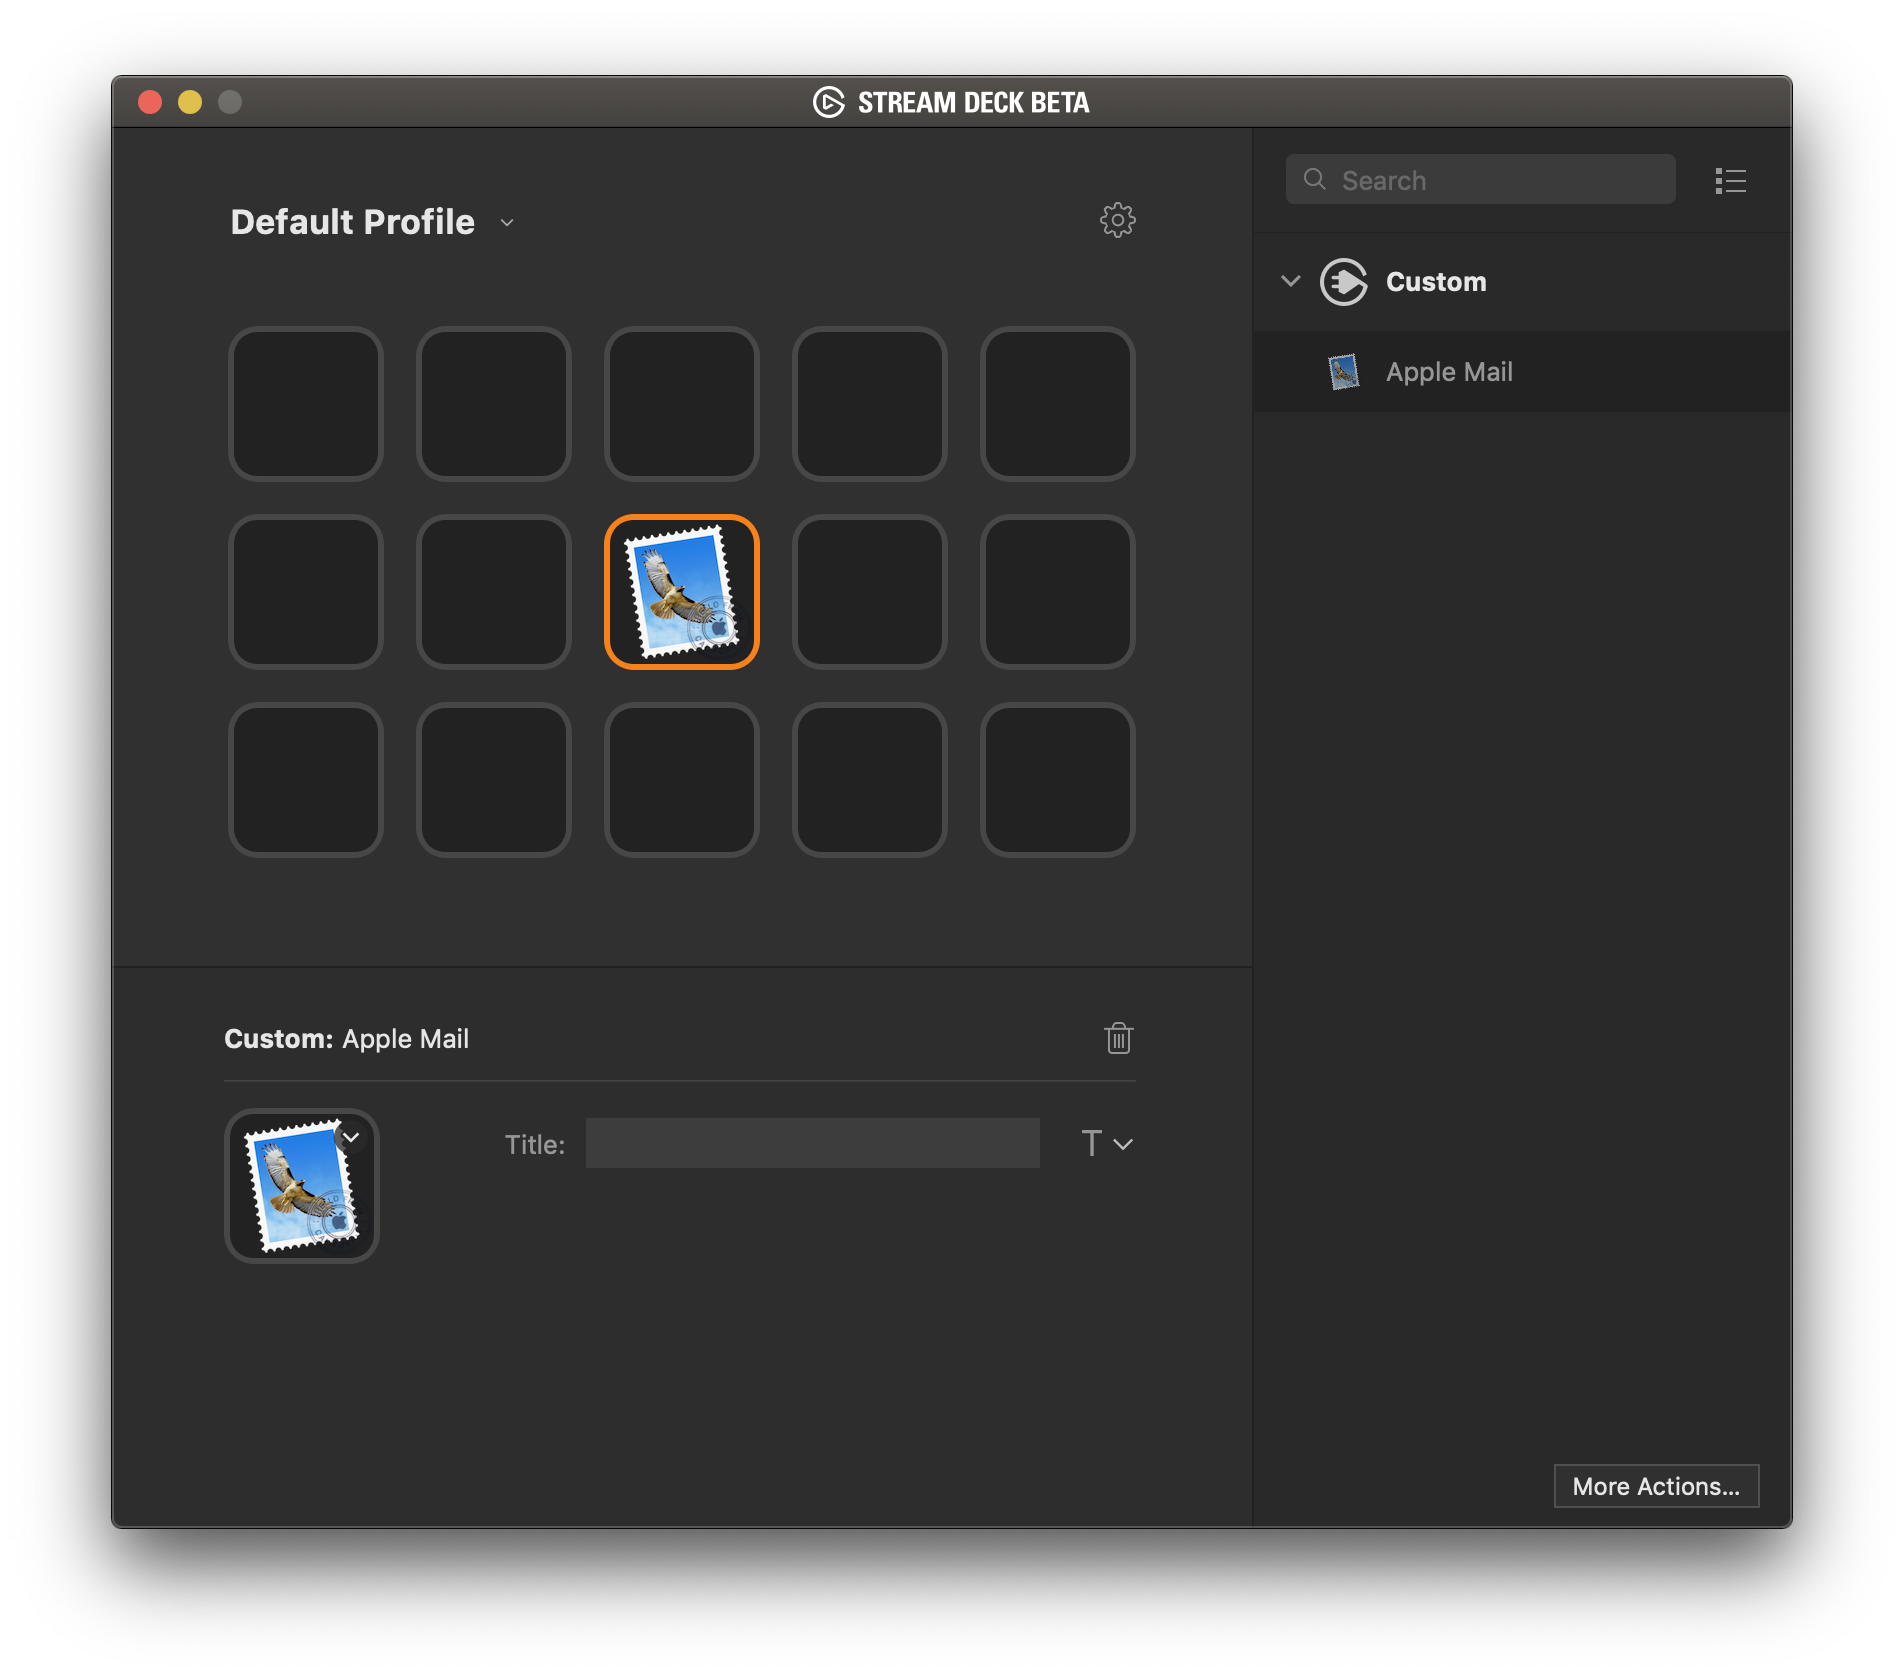 STREAM DECK BETA
Default Profile
Search
Custom
Apple Mail
Custom: Apple Mail
Title:
T
More Actions...